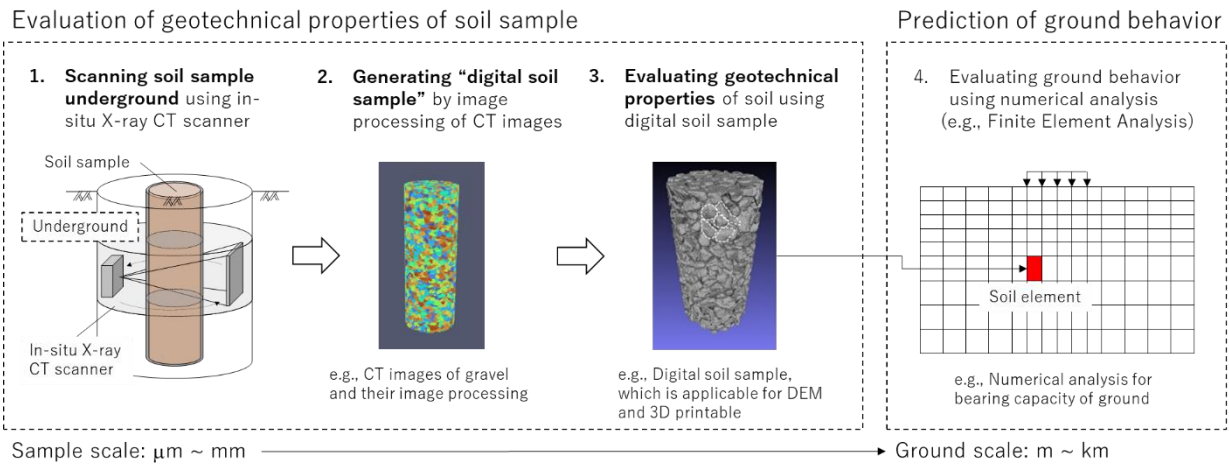 Evaluation of geotechnical properties of soil sample
Prediction of ground behavior
1. Scanning soil sample
underground using in-
situ X-ray CT scanner
2. Generating “digital soil
sample” by image
processing of CT images
3. Evaluating geotechnical
properties of soil using
digital soil sample
4. Evaluating ground behavior
using numerical analysis
(e.g., Finite Element Analysis)
Soil sample
Underground
In-situ X-ray
CT scanner
e.g., CT images of gravel
and their image processing
e.g., Digital soil sample,
which is applicable for DEM
and 3D printable
Soil element
e.g., Numerical analysis for
bearing capacity of ground
Sample scale: μm ~ mm
Ground scale: m ~ km